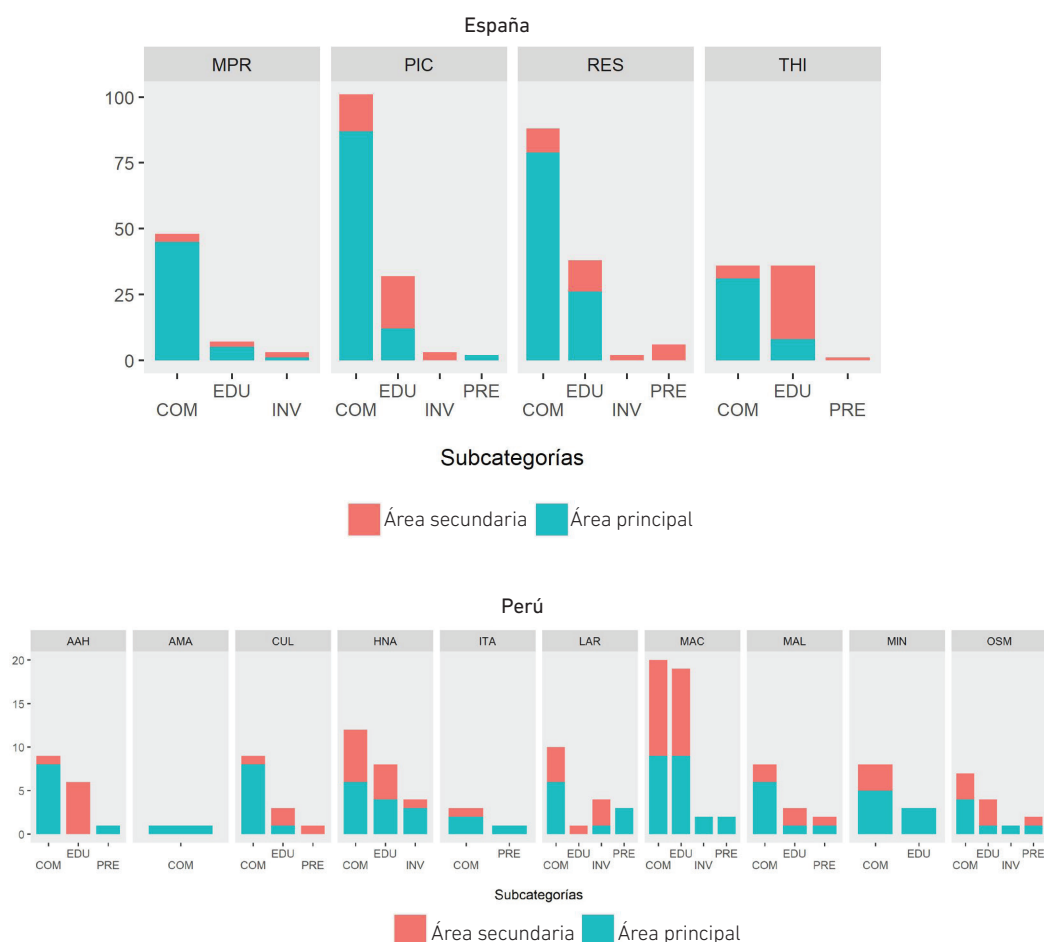 España
MPR PIC RES THI
100
75
50
25
0
COM EDU INV COM EDU INV PRE COM EDU INV PRE COM EDU PRE
Subcategorías
Área secundaria Área principal
Perú
AAH AMA CUL HNA ITA LAR MAC MAL MIN OSM
20
15
10
5
0
COM EDU PRE COM COM EDU PRE COM EDU INV COM PRE COM EDU INV PRE COM EDU INV PRE COM EDU PRE COM EDU COM EDU INV PRE
Subcategorías
Área secundaria Área principal